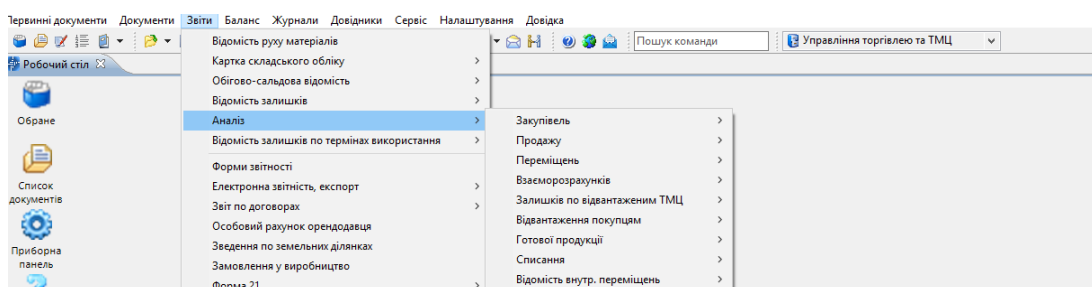 Первинні документи Документи Звіти Баланс Журнали Довідники Сервіс Налаштування Довідка
Пошук команди
Управління торгівлею та ТМЦ
Робочий стіл
Обране
Список
документів
Приборна
панель
Відомість руху матеріалів
Картка складського обліку
Обігово-сальдова відомість
Відомість залишків
Аналіз
Відомість залишків по термінах використання
Форми звітності
Електронна звітність, експорт
Звіт по договорах
Особовий рахунок орендодавця
Зведення по земельних ділянках
Замовлення у виробництво
Форма 21
Закупівель
Продажу
Переміщень
Взаєморозрахунків
Залишків по відвантаженим ТМЦ
Відвантаження покупцям
Готової продукції
Списання
Відомість внутр. переміщень